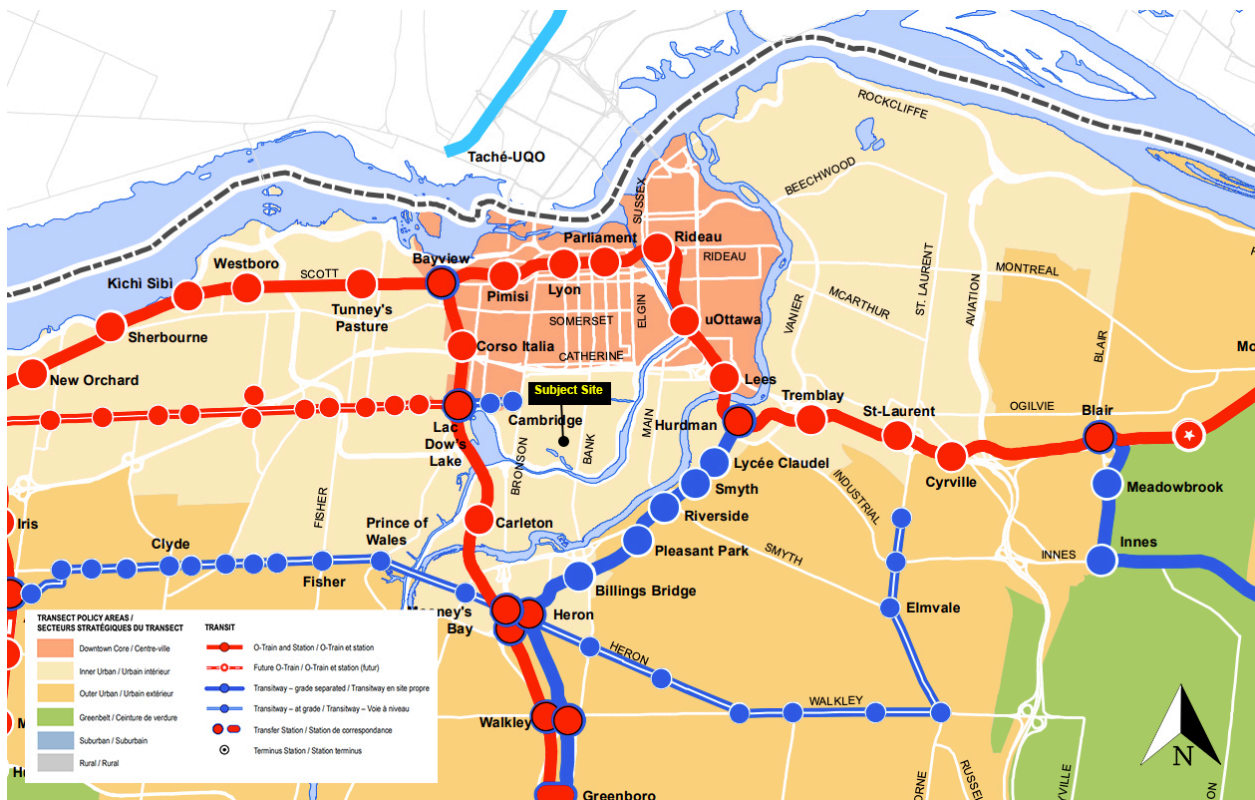 ROCKCLIFFE
Taché-UQO
BEECHWOOD
SUSSEX
Parliament
Rideau
RIDEAU
Bayview
Westboro
SCOTT
Kichi Sibi
Pimisi
Lyon
MONTREAL
ST. LAURENT
AVIATION
MCARTHUR
VANIER
Tunney's
Pasture
SOMERSET
ELGIN
uOttawa
Sherbourne
Corso Italia
CATHERINE
BLAIR
New Orchard
Lees
Subject Site
Tremblay
St-Laurent
OGILVIE
Blair
Cambridge
Lac
Dow's
Lake
BRONSON
BANK
MAIN
Hurdman
Lycée Claudel
Cyrville
Smyth
INDUSTRIAL
Meadowbrook
FISHER
Riverside
Iris
Prince of
Wales
Carleton
Clyde
Pleasant Park
SMYTH
INNES
Innes
Fisher
Billings Bridge
Elmvale
Mooney's
Bay
Heron
HERON
WALKLEY
Walkley
TRANSECT POLICY AREAS /
SECTEURS STRATÉGIQUES DU TRANSECT
Downtown Core / Centre-ville
Inner Urban / Urbain intérieur
Outer Urban / Urbain extérieur
Greenbelt / Ceinture de verdure
Suburban / Suburbain
Rural / Rural
TRANSIT
O-Train and Station / O-Train et station
Future O-Train / O-Train et station (futur)
Transitway – grade separated / Transitway en site propre
Transitway – at grade / Transitway – Voie à niveau
Transfer Station / Station de correspondance
Terminus Station / Station terminus
N
Greenboro